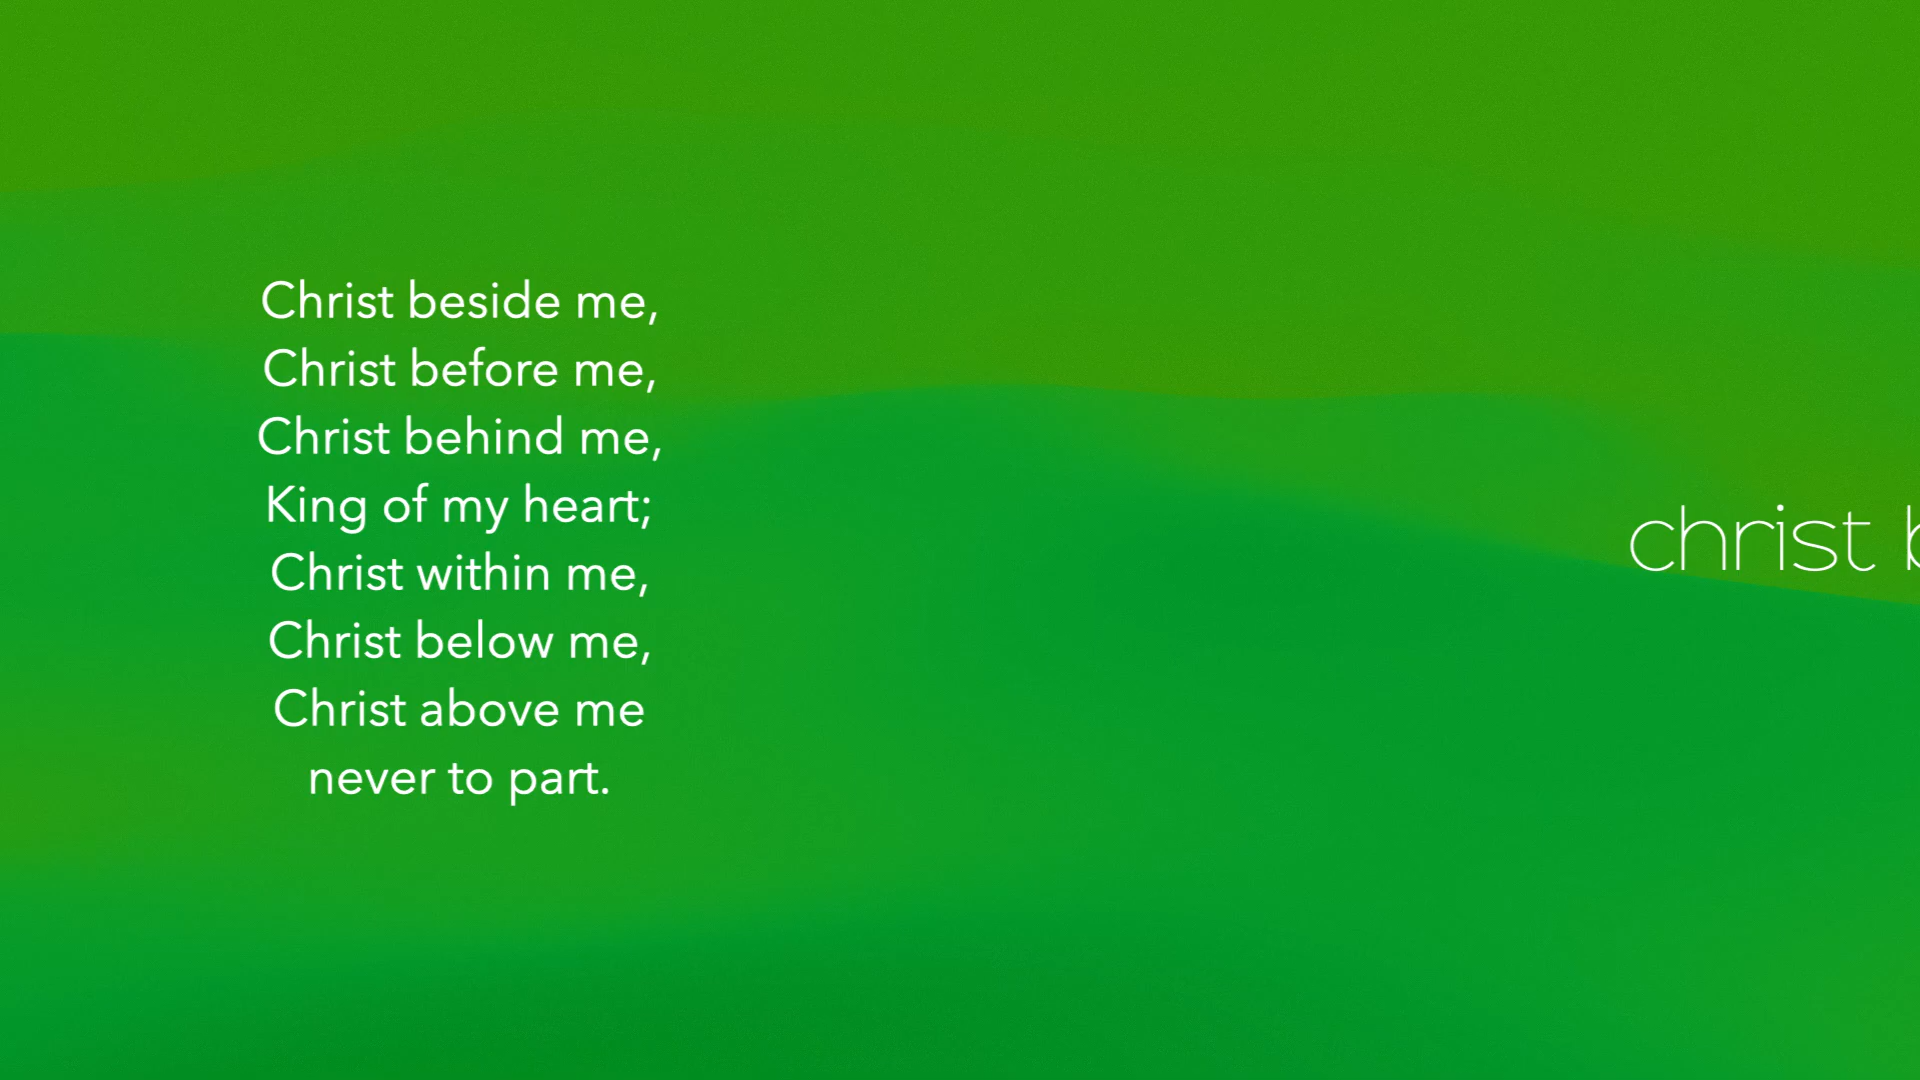 Christ beside me,
Christ before me,
Christ behind me,
King of my heart;
Christ within me,
Christ below me,
Christ above me
never to part.
christ